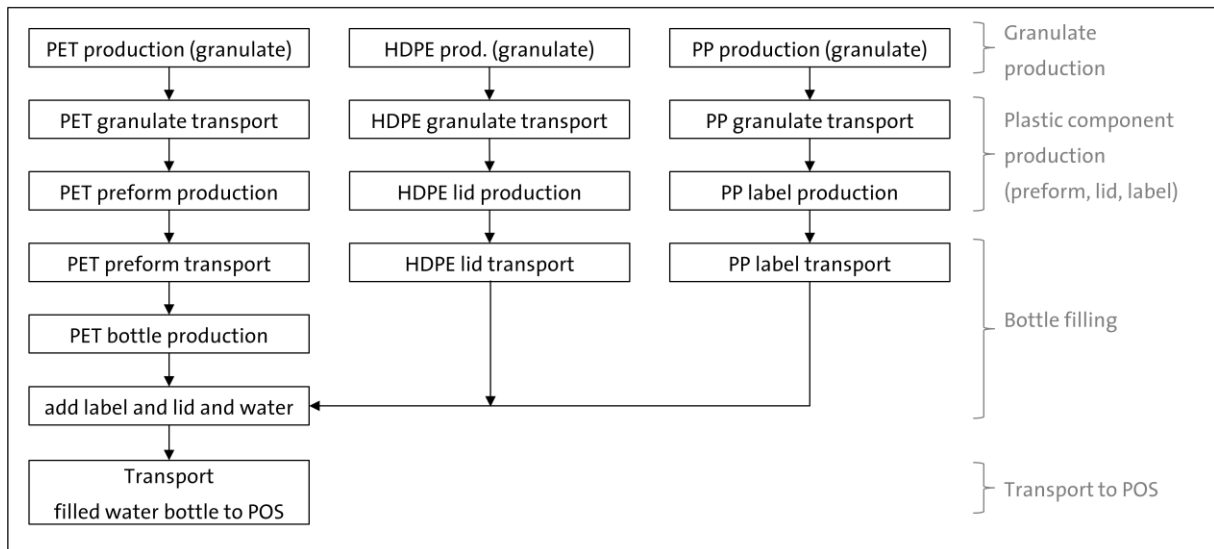 PET production (granulate)
HDPE prod. (granulate)
PP production (granulate)
Granulate
production
PET granulate transport
HDPE granulate transport
PP granulate transport
Plastic component
production
(preform, lid, label)
PET preform production
HDPE lid production
PP label production
PET preform transport
HDPE lid transport
PP label transport
Bottle filling
PET bottle production
add label and lid and water
Transport
filled water bottle to POS
Transport to POS